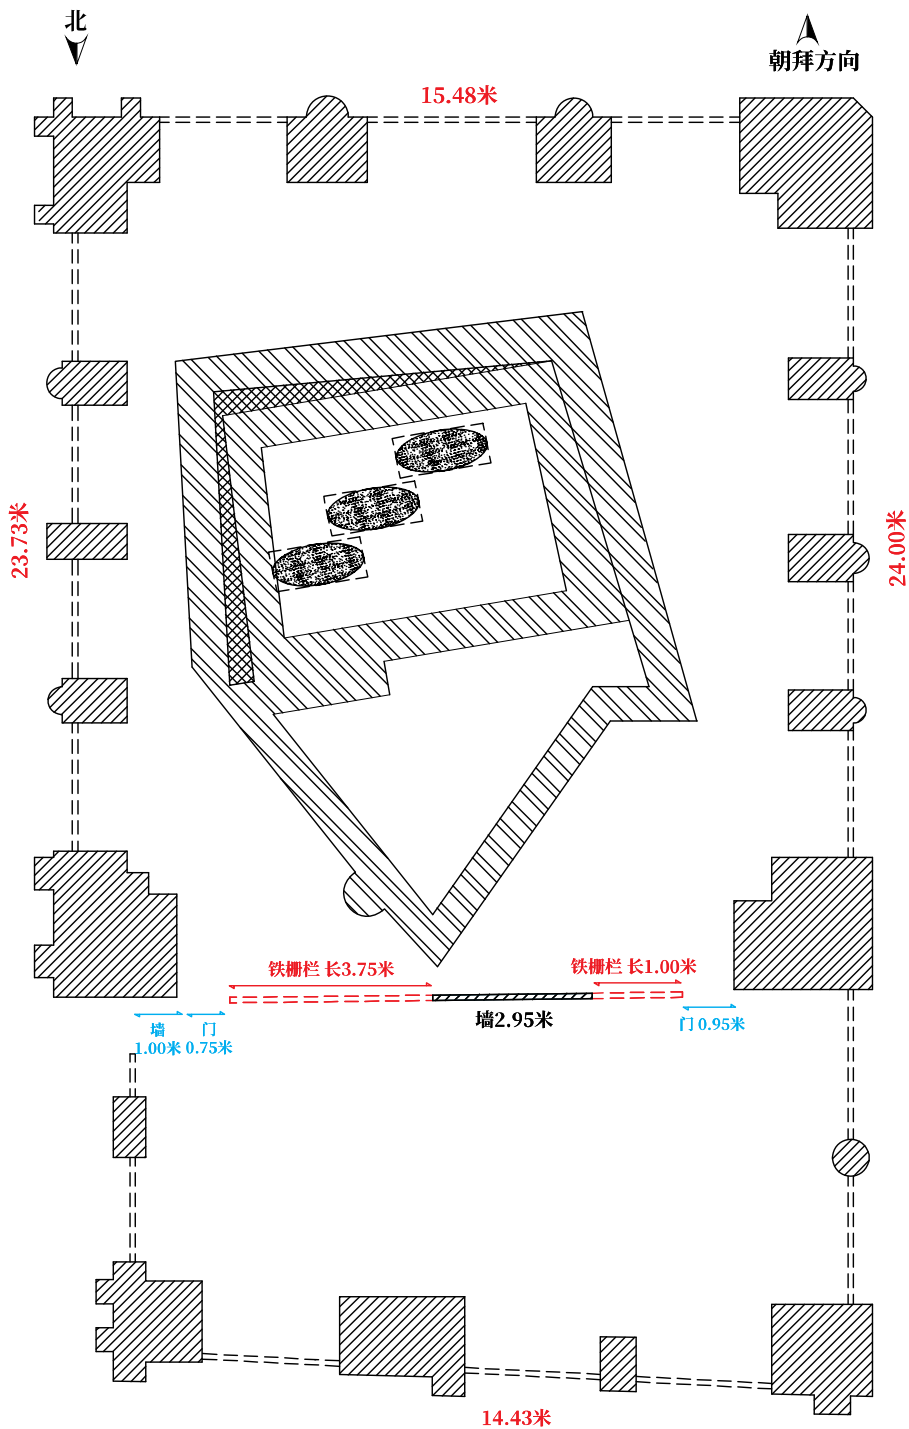 北
朝拜方向
15.48米
23.73米
24.00米
铁栅栏 长3.75米
铁栅栏 长1.00米
墙2.95米
墙
1.00米
门
0.75米
门 0.95米
14.43米